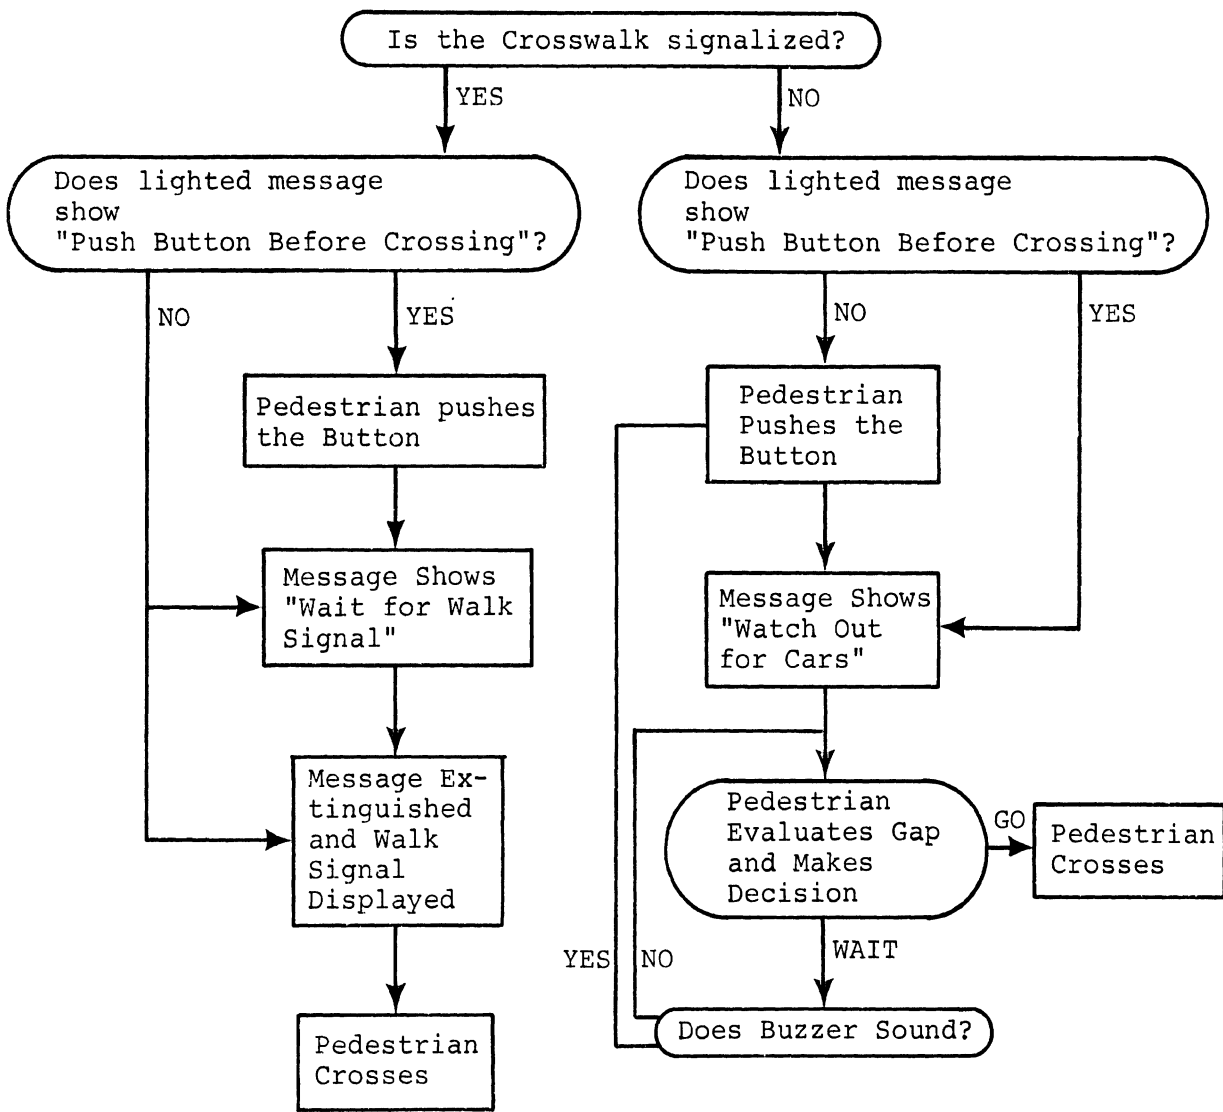 Is the Crosswalk signalized?
YES
NO
Does lighted message
show
"Push Button Before Crossing"?
Does lighted message
show
"Push Button Before Crossing"?
NO
YES
NO
YES
Pedestrian pushes
the Button
Pedestrian
Pushes the
Button
Message Shows
"Wait for Walk
Signal"
Message Shows
"Watch Out
for Cars"
Message Ex-
tinguished
and Walk
Signal
Displayed
Pedestrian
Evaluates Gap
and Makes
Decision
GO
Pedestrian
Crosses
YES
NO
WAIT
Does Buzzer Sound?
Pedestrian
Crosses